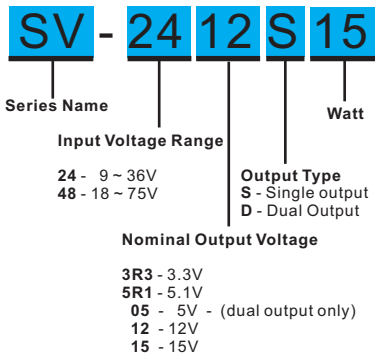 SV - 24 12 S 15
Series Name
Watt
Input Voltage Range
24 - 9 ~ 36V
48 - 18 ~ 75V
Output Type
S - Single output
D - Dual Output
Nominal Output Voltage
3R3 - 3.3V
5R1 - 5.1V
05 - 5V - (dual output only)
12 - 12V
15 - 15V